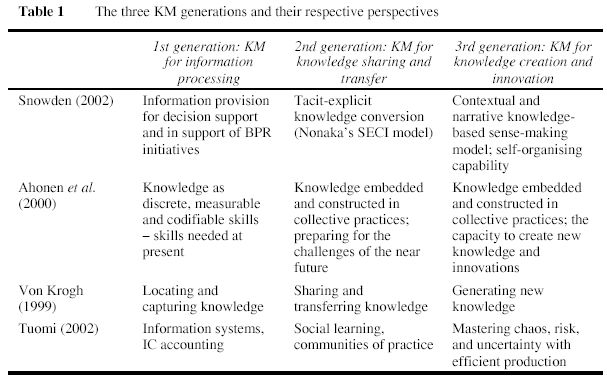 Table 1 The three KM generations and their respective perspectives
1st generation: KM for information processing
2nd generation: KM for knowledge sharing and transfer
3rd generation: KM for knowledge creation and innovation
Snowden (2002)
Information provision
for decision support
and in support of BPR
initiatives
Tacit-explicit
knowledge conversion
(Nonaka's SECI model)
Contextual and
narrative knowledge-
based sense-making
model; self-organising
capability
Ahonen et al.
(2000)
Knowledge as
discrete, measurable
and codifiable skills
– skills needed at
present
Knowledge embedded
and constructed in
collective practices;
preparing for the
challenges of the near
future
Knowledge embedded
and constructed in
collective practices; the
capacity to create new
knowledge and
innovations
Von Krogh
(1999)
Locating and
capturing knowledge
Sharing and
transferring knowledge
Generating new
knowledge
Tuomi (2002)
Information systems,
IC accounting
Social learning,
communities of practice
Mastering chaos, risk,
and uncertainty with
efficient production